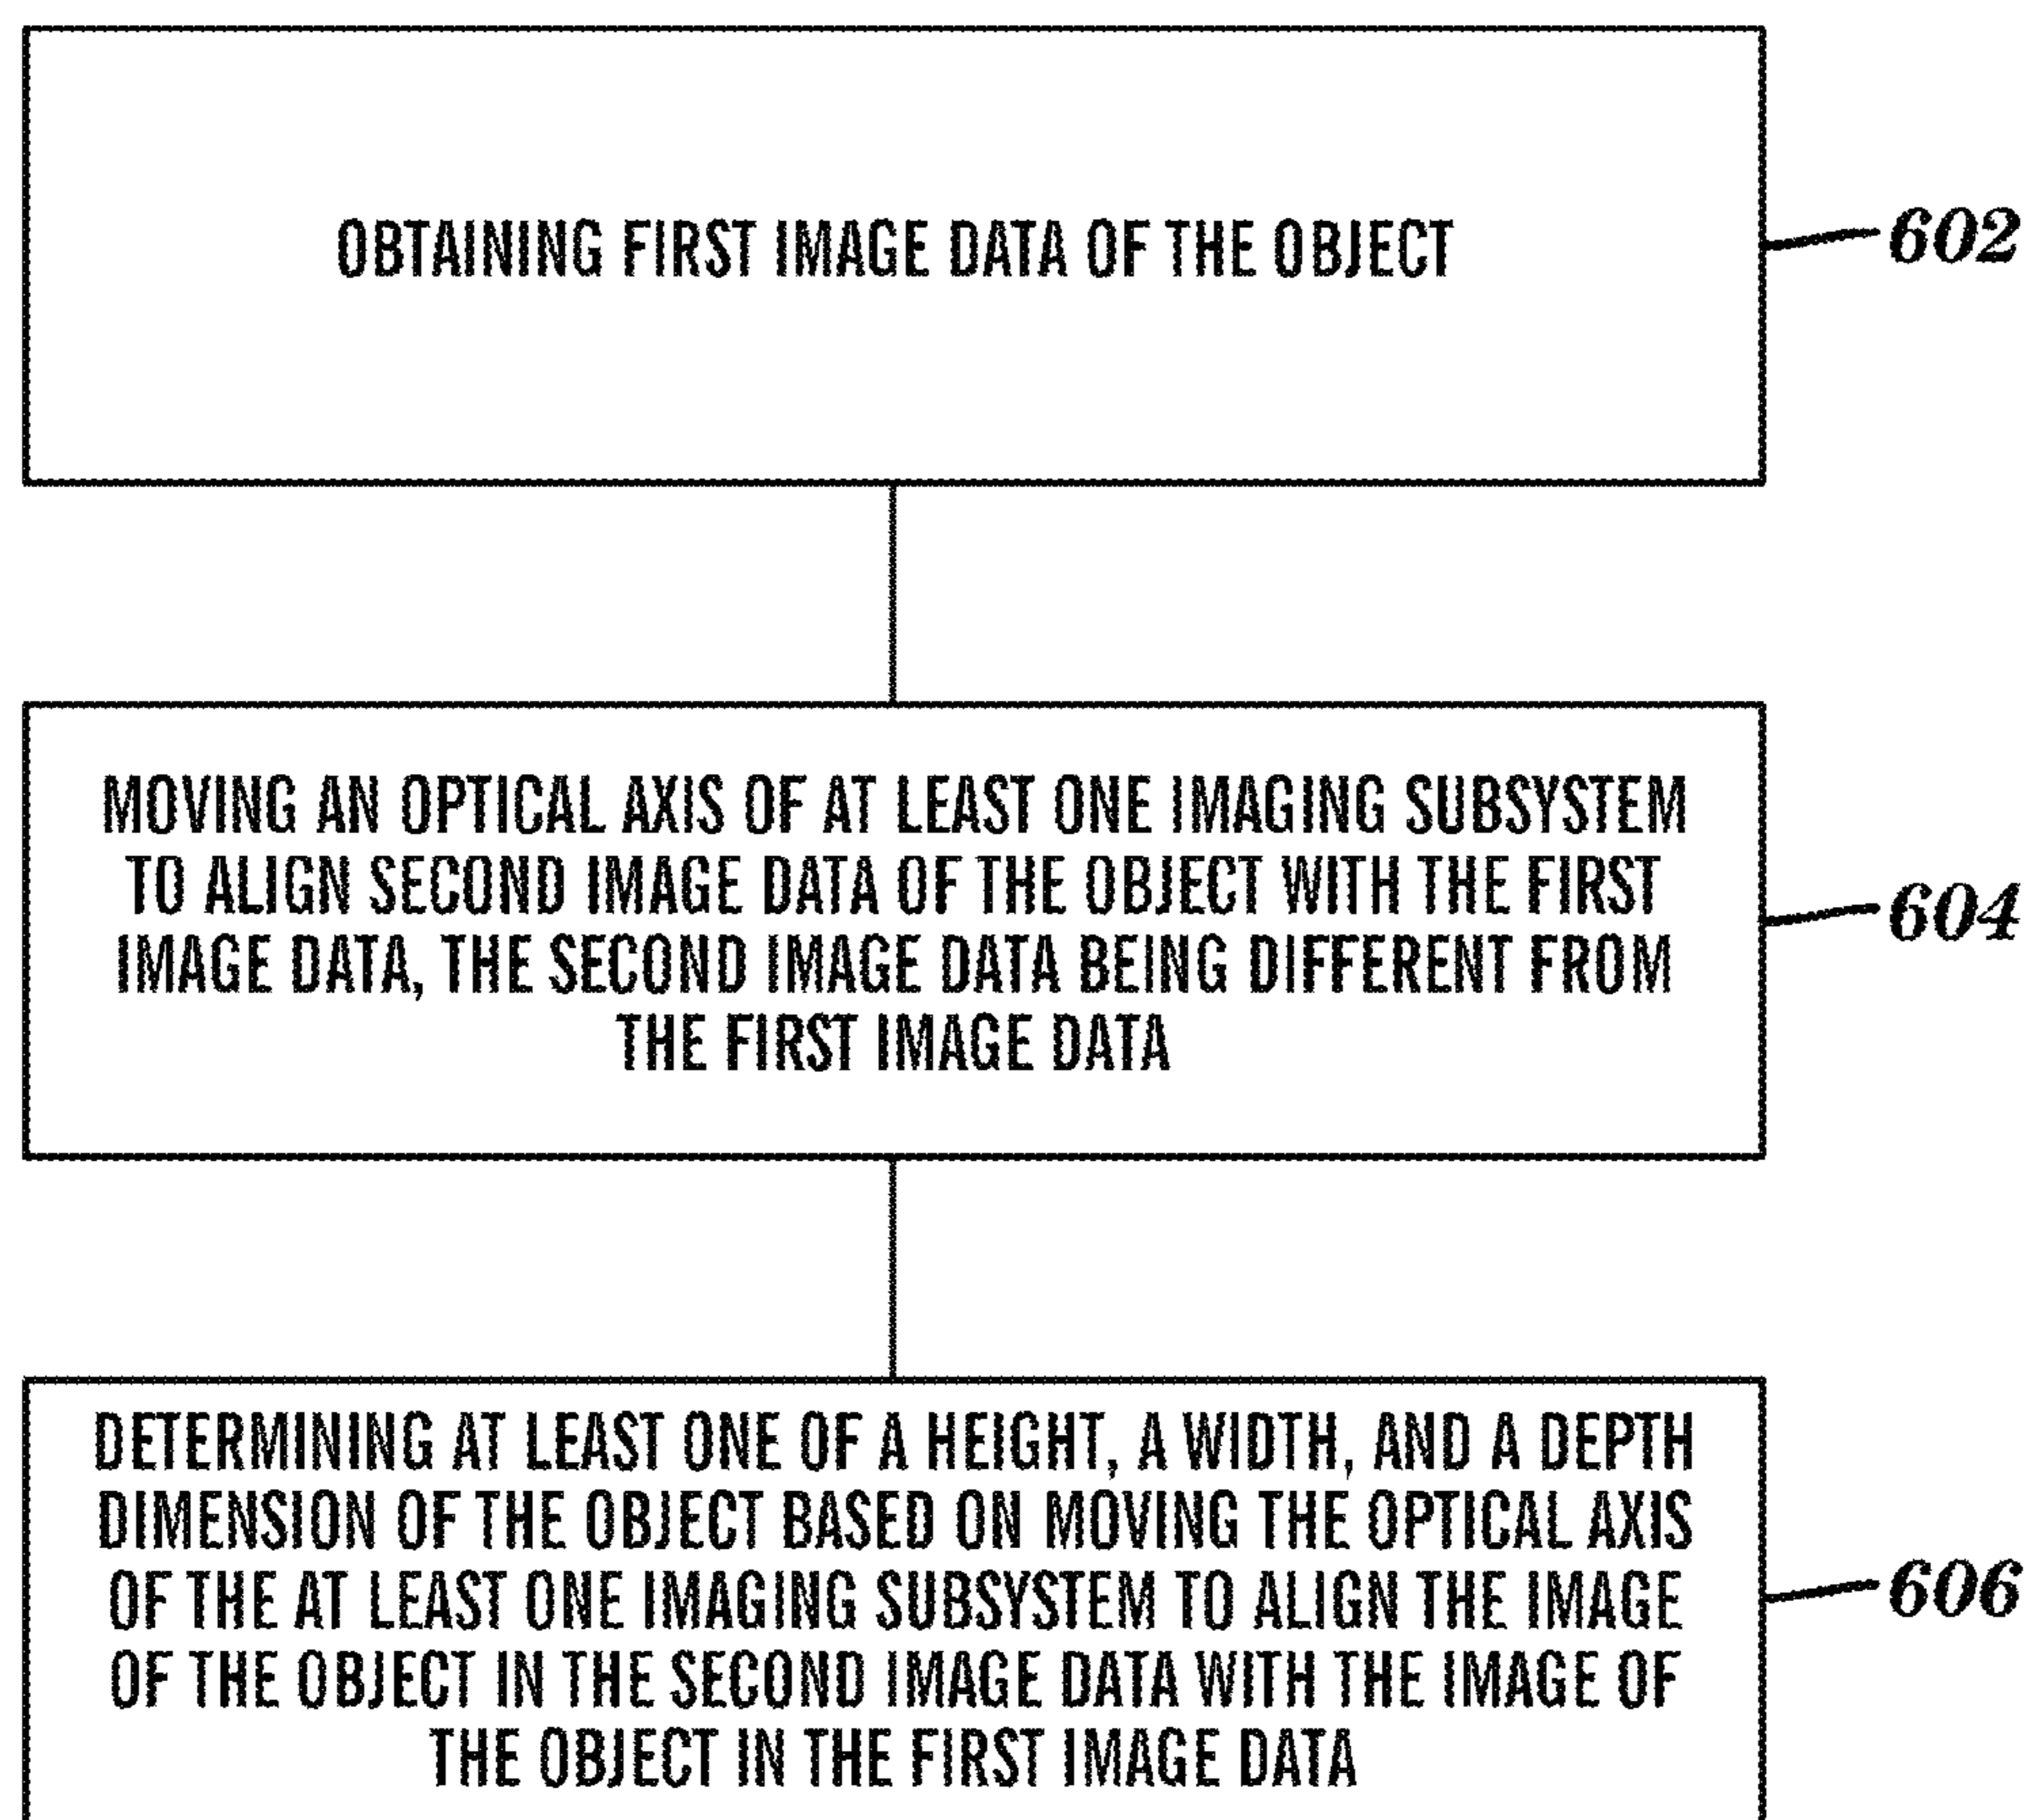 OBTAINING FIRST IMAGE DATA OF THE OBJECT
602
MOVING AN OPTICAL AXIS OF AT LEAST ONE IMAGING SUBSYSTEM
TO ALIGN SECOND IMAGE DATA OF THE OBJECT WITH THE FIRST
IMAGE DATA, THE SECOND IMAGE DATA BEING DIFFERENT FROM
THE FIRST IMAGE DATA
604
DETERMINING AT LEAST ONE OF A HEIGHT, A WIDTH, AND A DEPTH
DIMENSION OF THE OBJECT BASED ON MOVING THE OPTICAL AXIS
OF THE AT LEAST ONE IMAGING SUBSYSTEM TO ALIGN THE IMAGE
OF THE OBJECT IN THE SECOND IMAGE DATA WITH THE IMAGE OF
THE OBJECT IN THE FIRST IMAGE DATA
606